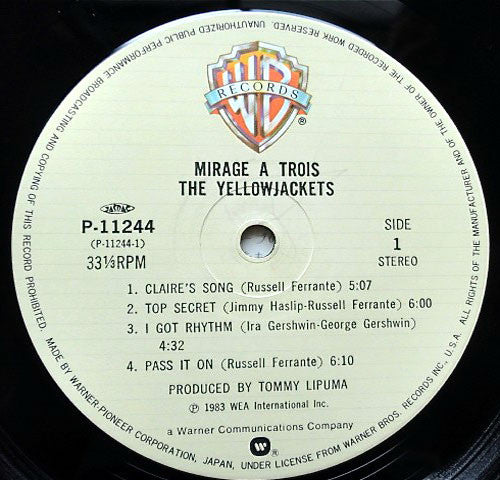 UNAUTHORIZED PUBLIC PERFORMANCE BROADCASTING AND COPYING OF THIS RECORD PROHIBITED. MADE BY WARNER-PIONEER CORPORATION, JAPAN, UNDER LICENSE FROM WARNER BROS. RECORDS INC., U.S.A. ALL RIGHTS OF THE MANUFACTURER AND OF THE OWNER OF THE RECORDED WORK RESERVED.
WB
RECORDS
®
MIRAGE A TROIS
THE YELLOWJACKETS
JASRAC
P-11244
(P-11244-1)
33⅓RPM
SIDE
1
STEREO
1. CLAIRE'S SONG (Russell Ferrante) 5:07
2. TOP SECRET (Jimmy Haslip-Russell Ferrante) 6:00
3. I GOT RHYTHM (Ira Gershwin-George Gershwin)
4:32
4. PASS IT ON (Russell Ferrante) 6:10
PRODUCED BY TOMMY LIPUMA
℗ 1983 WEA International Inc.
a Warner Communications Company
®